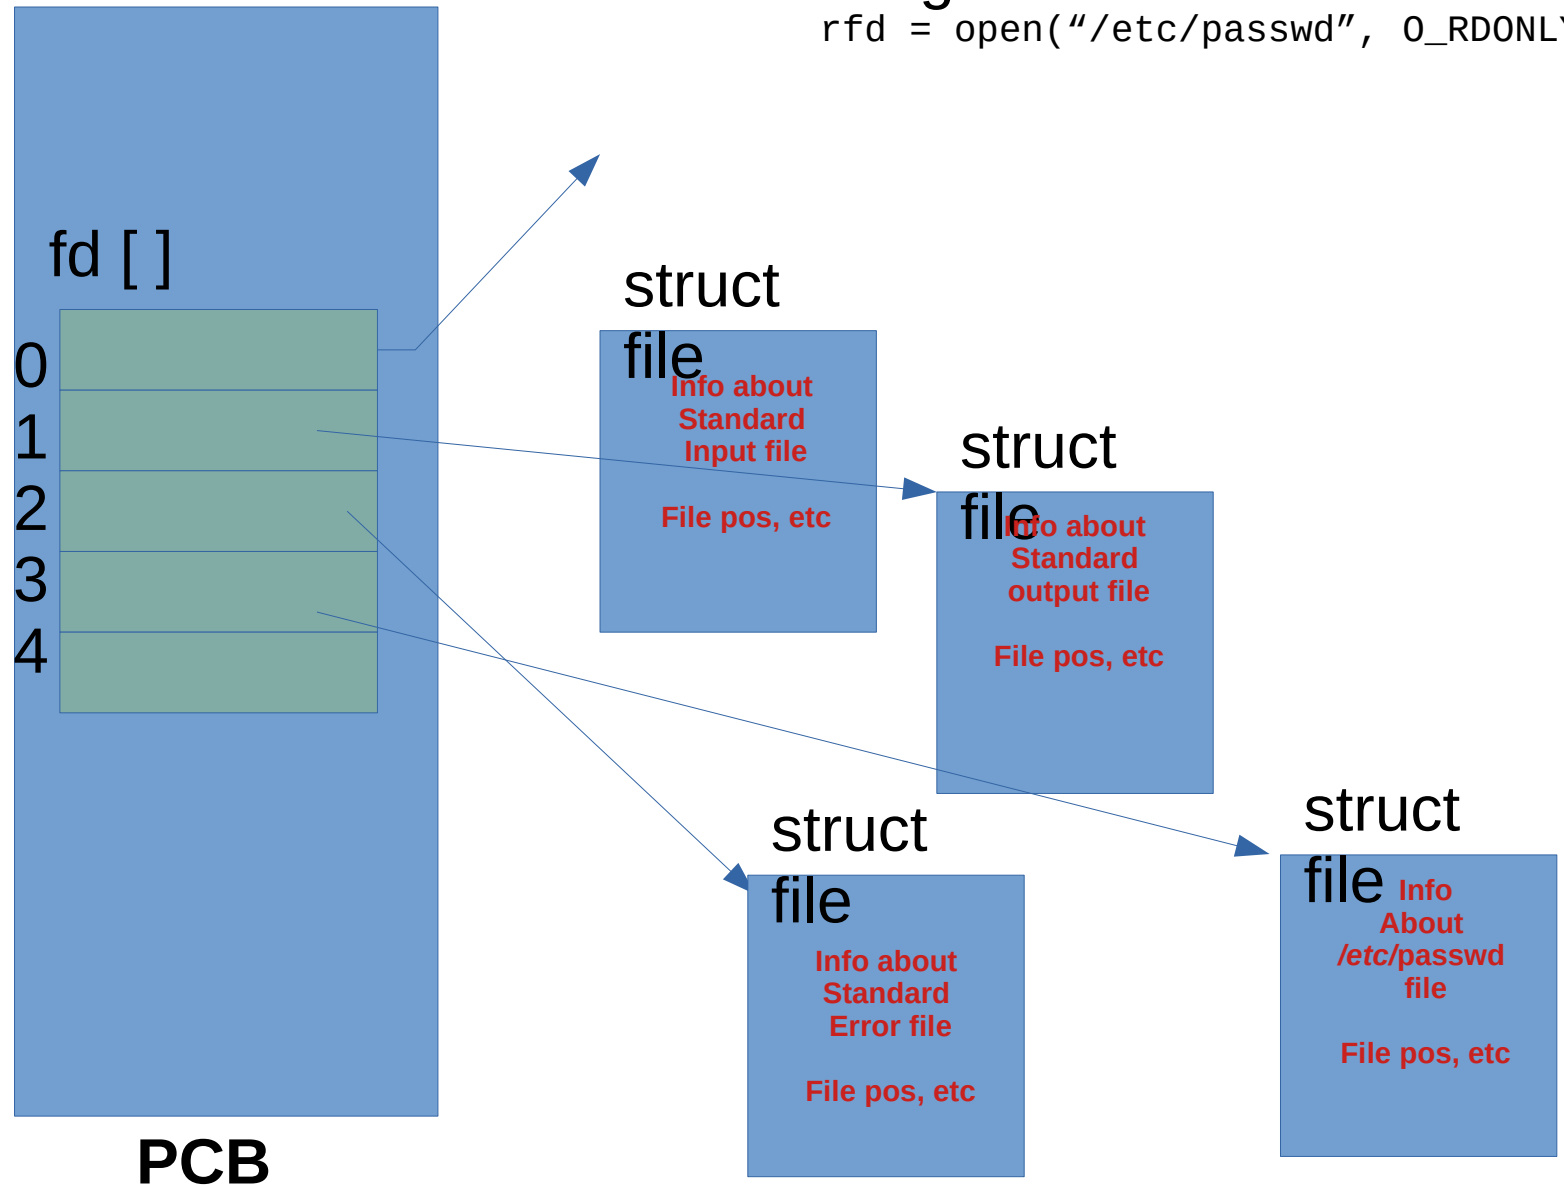 rfd = open(“/etc/passwd”, O_RDONLY
fd [ ]
0
1
2
3
4
struct
file
Info about
Standard
Input file
File pos, etc
struct
file
Info about
Standard
output file
File pos, etc
struct
file
Info about
Standard
Error file
File pos, etc
struct
file
Info
About
/etc/passwd
file
File pos, etc
PCB